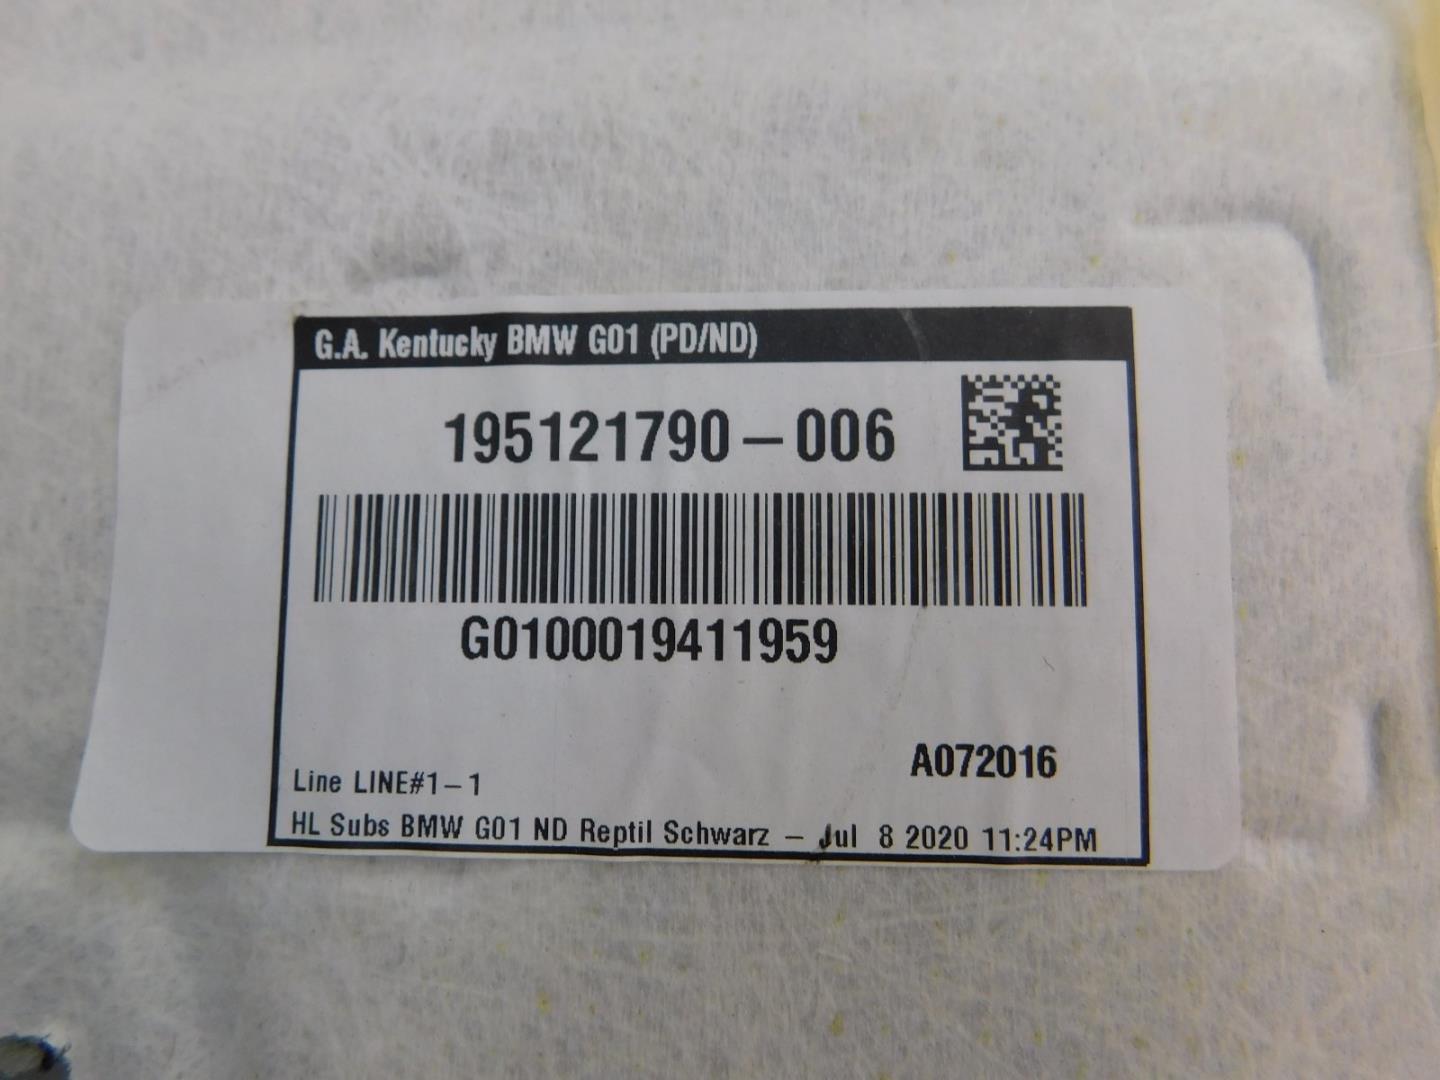 G.A. Kentucky BMW G01 (PD/ND)
195121790-006
G0100019411959
A072016
Line LINE#1-1
HL Subs BMW G01 ND Reptil Schwarz - Jul 8 2020 11:24PM